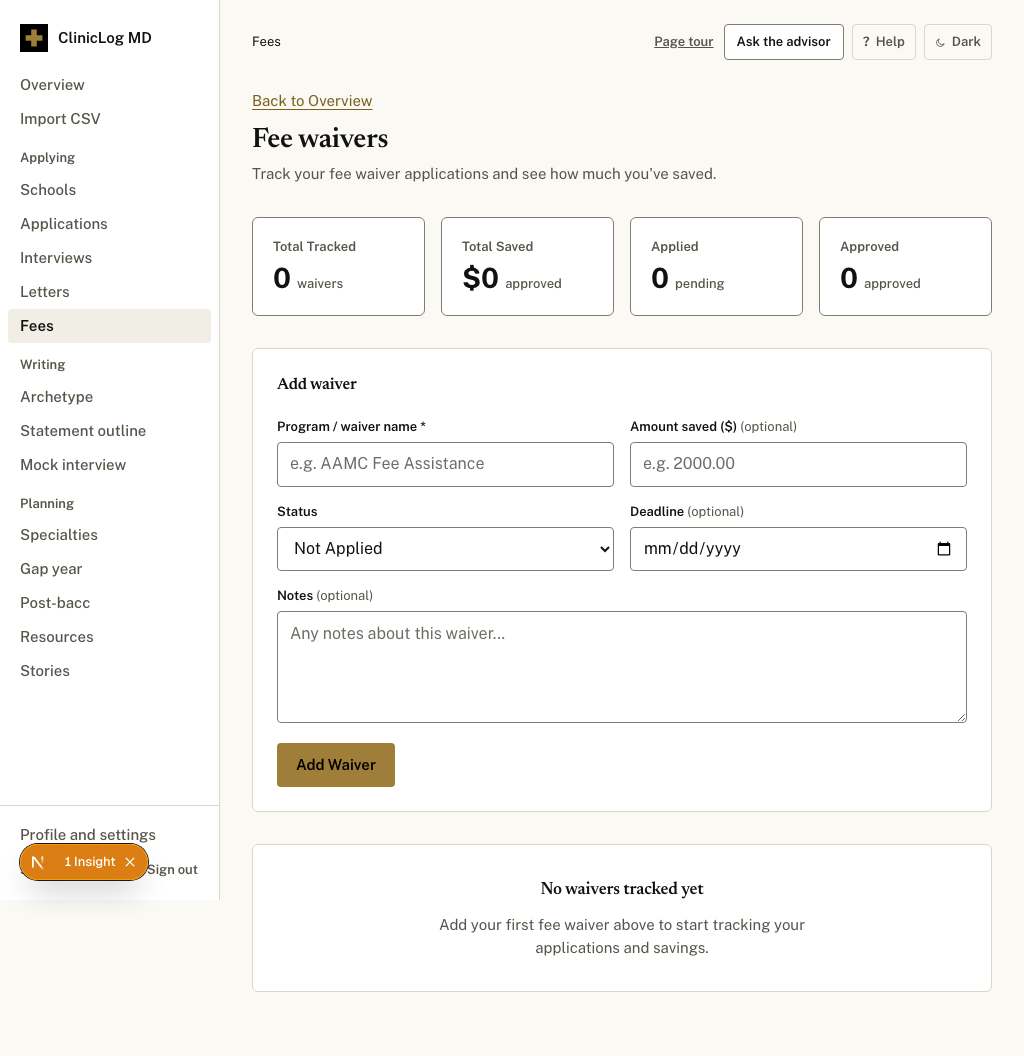 ClinicLog MD
Overview
Import CSV
Applying
Schools
Applications
Interviews
Letters
Fees
Writing
Archetype
Statement outline
Mock interview
Planning
Specialties
Gap year
Post-bacc
Resources
Stories
Profile and settings
1 Insight
Sign out
Fees
Page tour
Ask the advisor
? Help
Dark
Back to Overview
Fee waivers
Track your fee waiver applications and see how much you've saved.
Total Tracked
0 waivers
Total Saved
$0 approved
Applied
0 pending
Approved
0 approved
Add waiver
Program / waiver name *
e.g. AAMC Fee Assistance
Amount saved ($) (optional)
e.g. 2000.00
Status
Not Applied
Deadline (optional)
mm/dd/yyyy
Notes (optional)
Any notes about this waiver...
Add Waiver
No waivers tracked yet
Add your first fee waiver above to start tracking your
applications and savings.